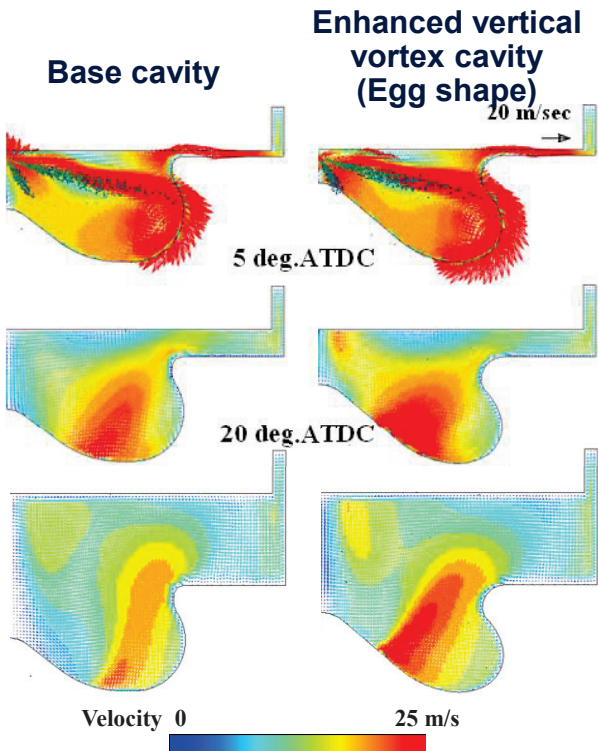 Base cavity
Enhanced vertical
vortex cavity
(Egg shape)
20 m/sec
5 deg.ATDC
20 deg.ATDC
Velocity 0
25 m/s